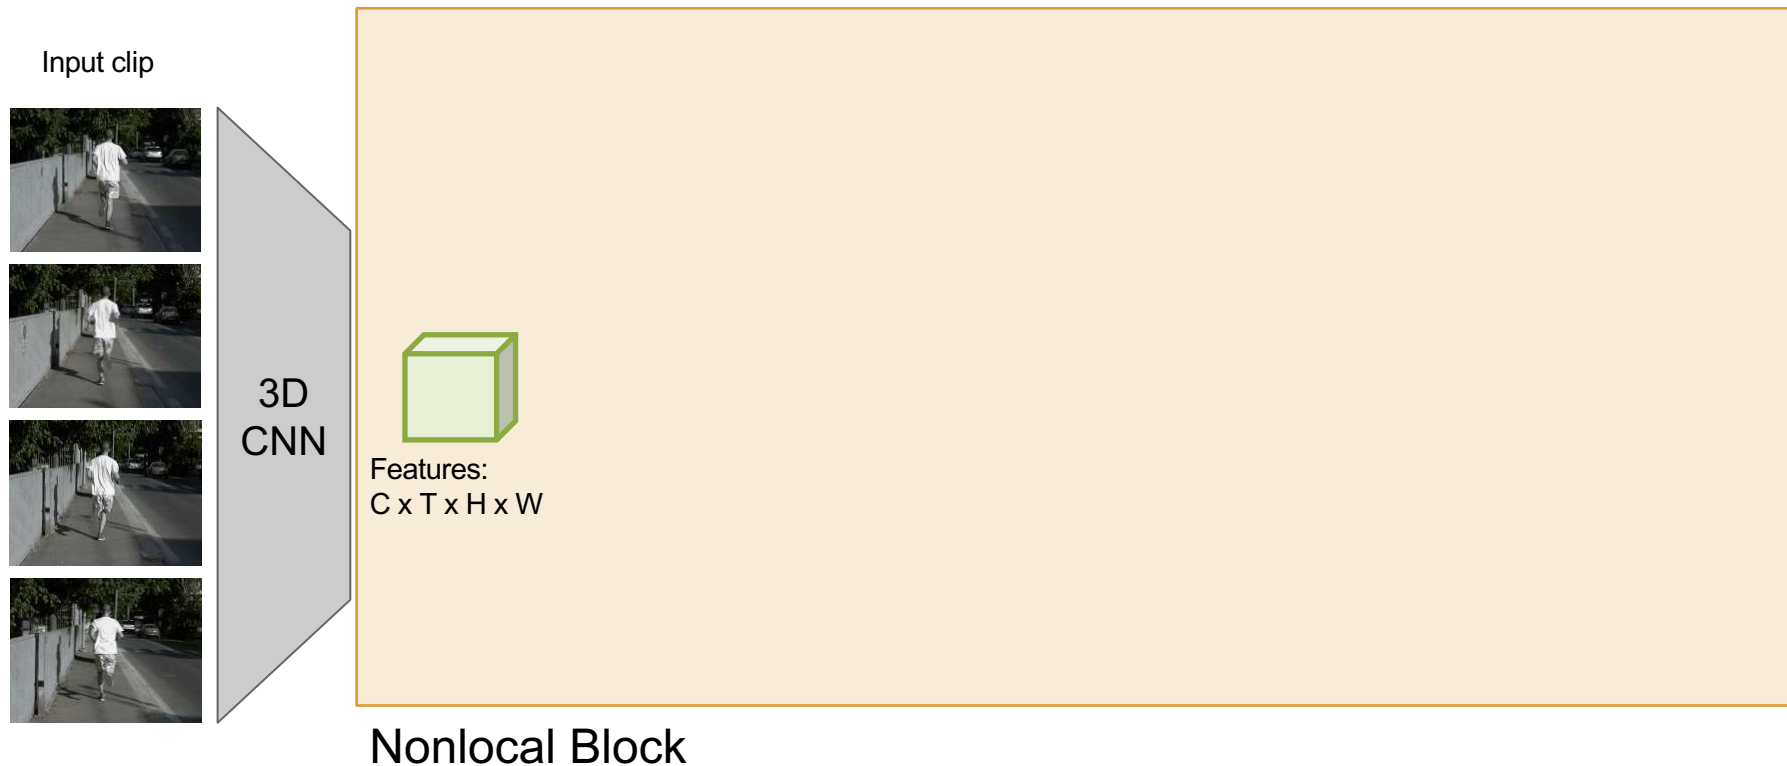 Input clip
3D
CNN
Features:
C x T x H x W
Nonlocal Block